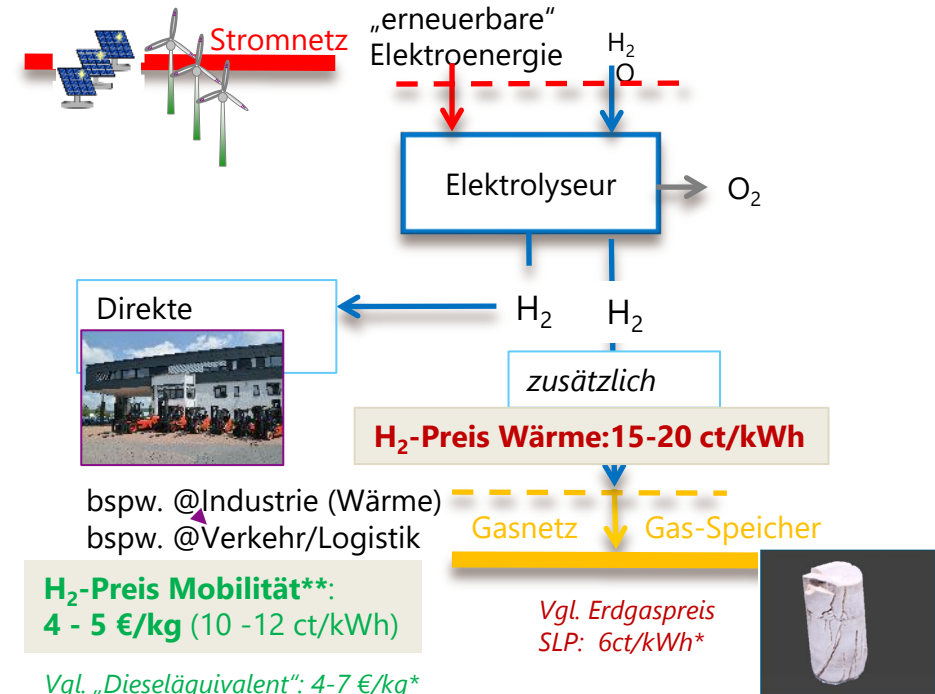 Stromnetz
„erneuerbare“
Elektroenergie
H₂
O
Elektrolyseur
O₂
Direkte
H₂
H₂
zusätzlich
H₂-Preis Wärme:15-20 ct/kWh
bspw. @Industrie (Wärme)
bspw. @Verkehr/Logistik
Gasnetz
Gas-Speicher
H₂-Preis Mobilität**:
4 - 5 €/kg (10 -12 ct/kWh)
Vgl. Erdgaspreis
SLP: 6ct/kWh*
Vgl. „Dieseläquivalent“: 4-7 €/kg*